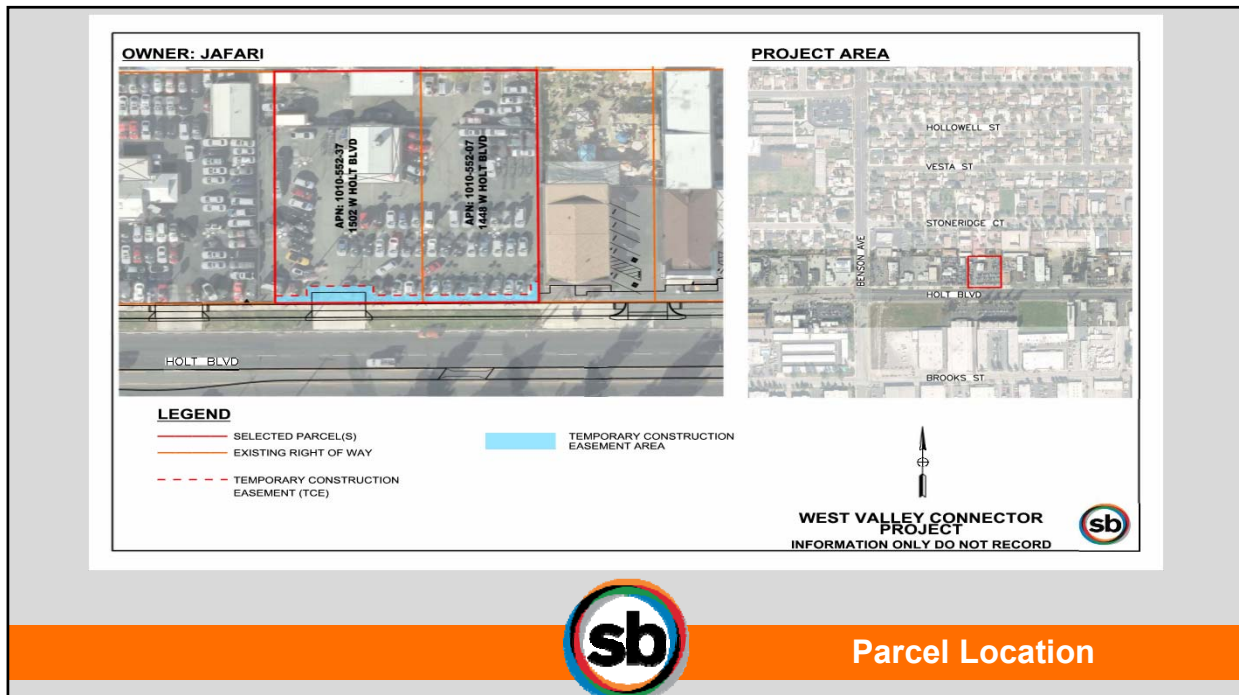 OWNER: JAFARI
APN: 1010-552-37
1502 W HOLT BLVD
APN: 1010-552-07
1448 W HOLT BLVD
HOLT BLVD
PROJECT AREA
HOLLOWELL ST
VESTA ST
STONERIDGE CT
BENSON AVE
HOLT BLVD
BROOKS ST
LEGEND
SELECTED PARCEL(S)
EXISTING RIGHT OF WAY
TEMPORARY CONSTRUCTION
EASEMENT (TCE)
TEMPORARY CONSTRUCTION
EASEMENT AREA
WEST VALLEY CONNECTOR
PROJECT
INFORMATION ONLY DO NOT RECORD
sb
sb
Parcel Location